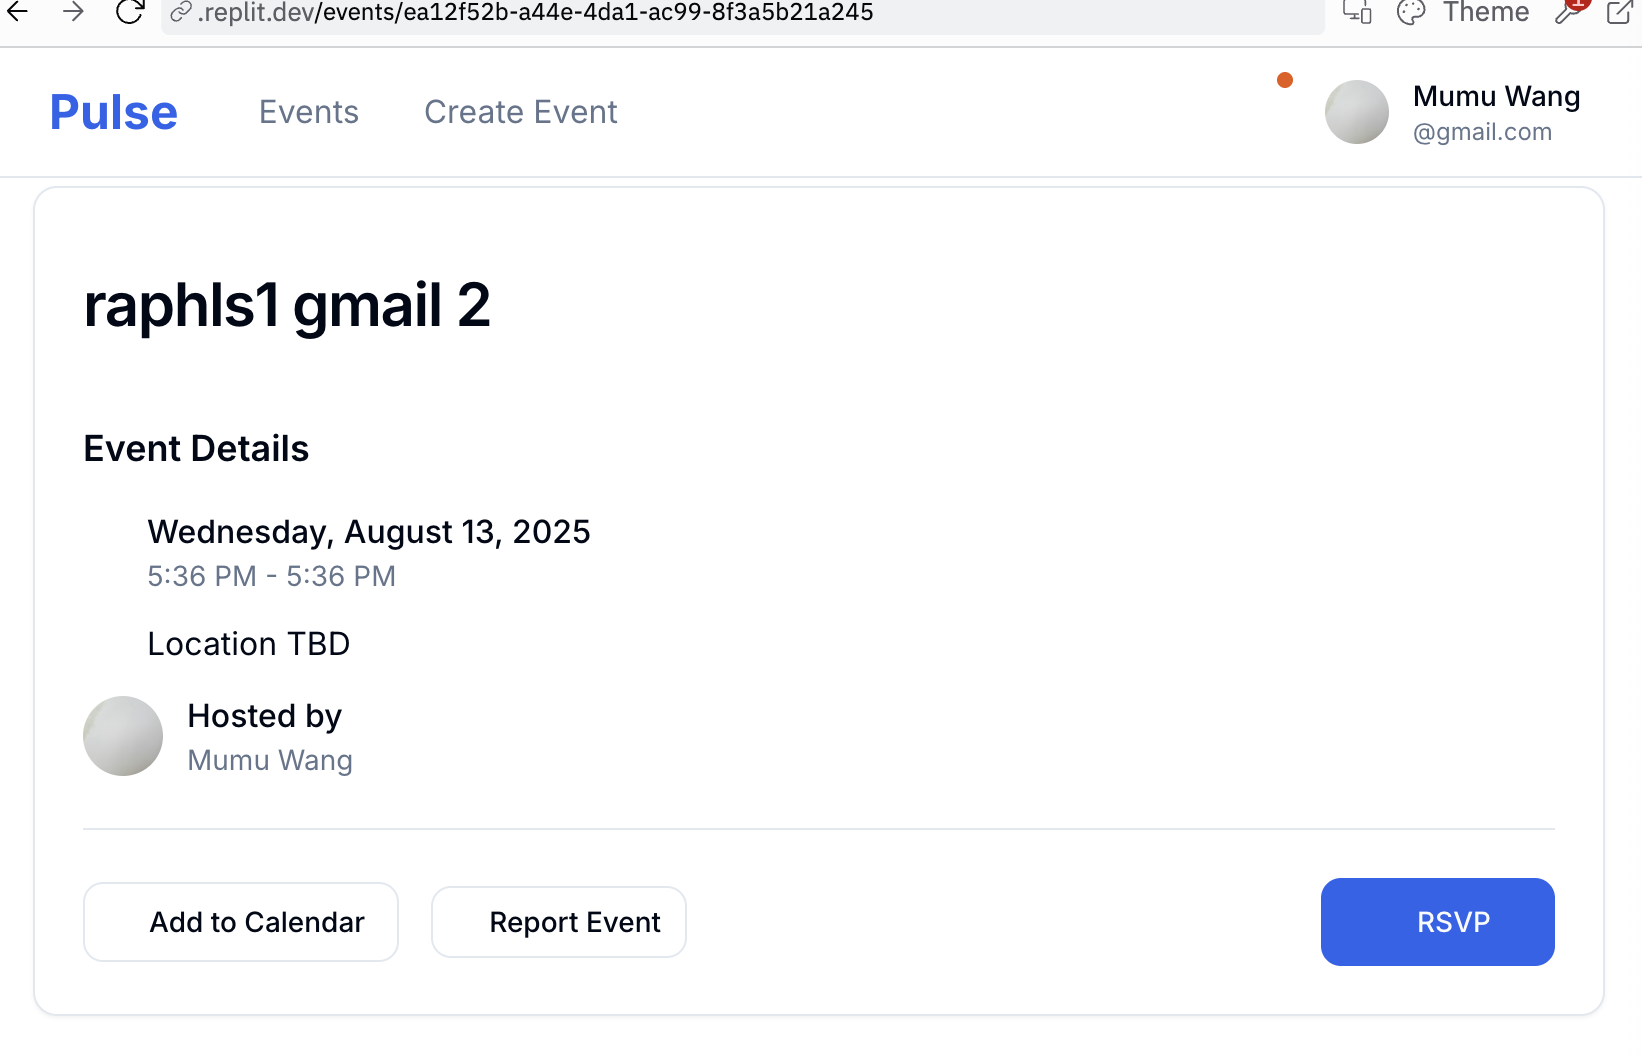 .replit.dev/events/ea12f52b-a44e-4da1-ac99-8f3a5b21a245
Theme
1
Pulse
Events
Create Event
Mumu Wang
@gmail.com
raphls1 gmail 2
Event Details
Wednesday, August 13, 2025
5:36 PM - 5:36 PM
Location TBD
Hosted by
Mumu Wang
Add to Calendar
Report Event
RSVP